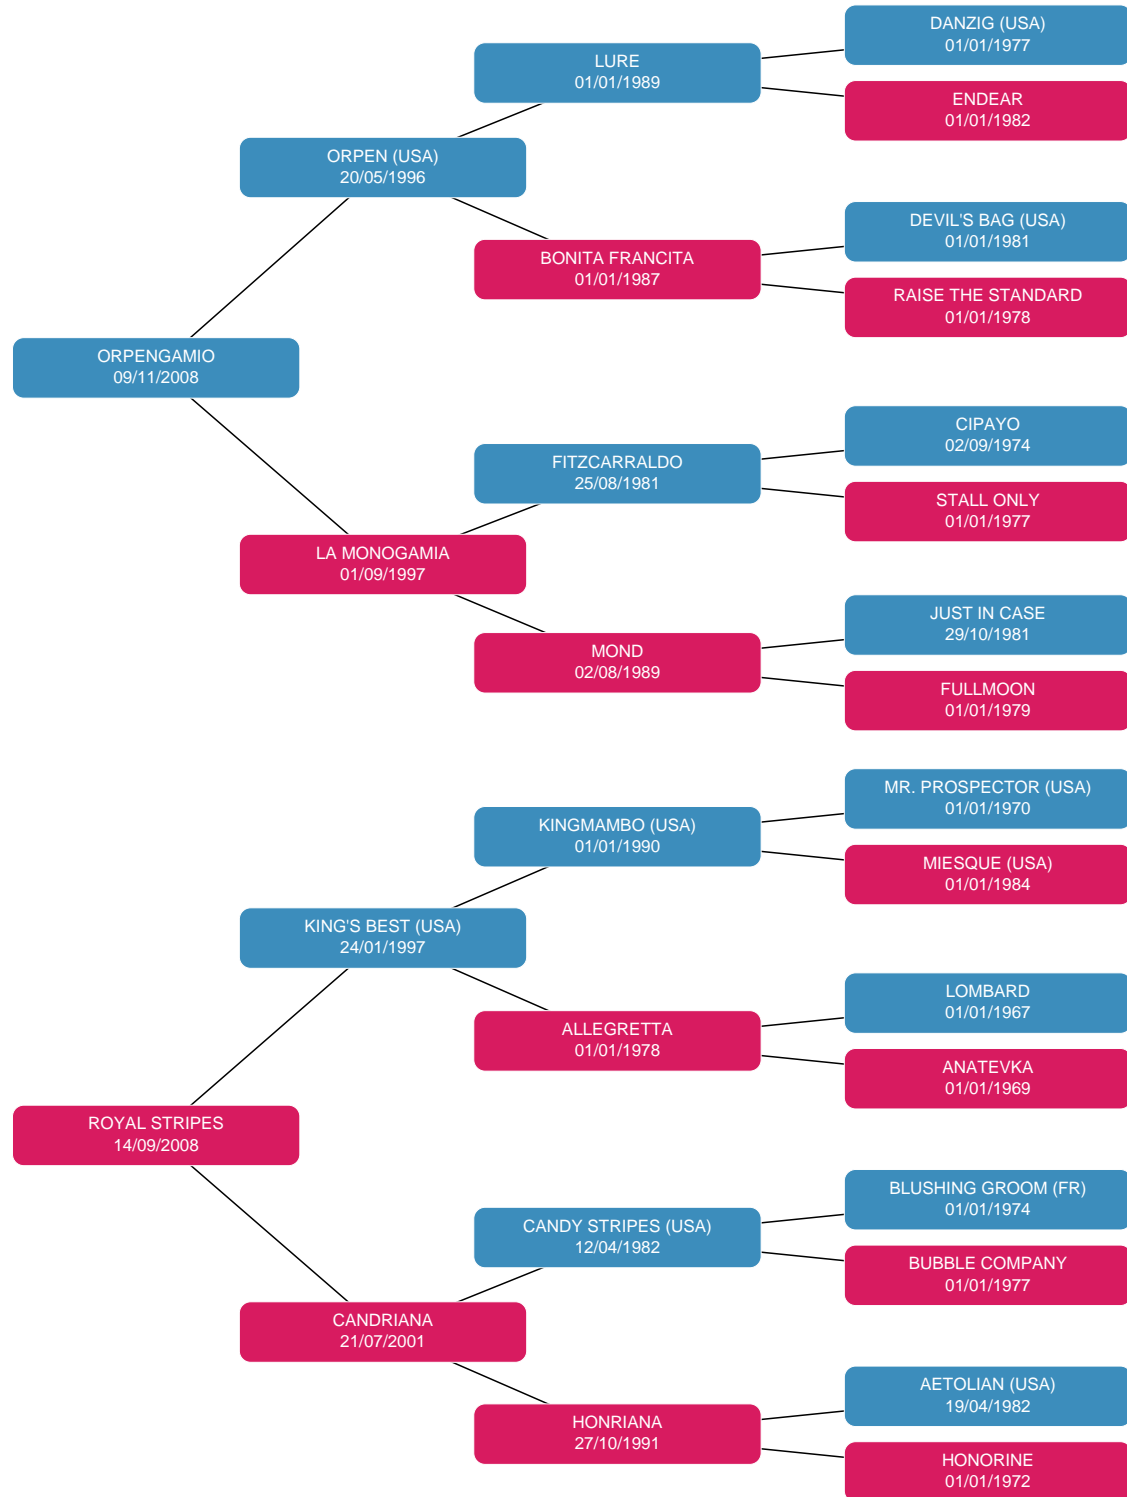 DANZIG (USA)
01/01/1977
LURE
01/01/1989
ENDEAR
01/01/1982
ORPEN (USA)
20/05/1996
DEVIL'S BAG (USA)
01/01/1981
BONITA FRANCITA
01/01/1987
RAISE THE STANDARD
01/01/1978
ORPENGAMIO
09/11/2008
CIPAYO
02/09/1974
FITZCARRALDO
25/08/1981
STALL ONLY
01/01/1977
LA MONOGAMIA
01/09/1997
JUST IN CASE
29/10/1981
MOND
02/08/1989
FULLMOON
01/01/1979
MR. PROSPECTOR (USA)
01/01/1970
KINGMAMBO (USA)
01/01/1990
MIESQUE (USA)
01/01/1984
KING'S BEST (USA)
24/01/1997
LOMBARD
01/01/1967
ALLEGRETTA
01/01/1978
ANATEVKA
01/01/1969
ROYAL STRIPES
14/09/2008
BLUSHING GROOM (FR)
01/01/1974
CANDY STRIPES (USA)
12/04/1982
BUBBLE COMPANY
01/01/1977
CANDRIANA
21/07/2001
AETOLIAN (USA)
19/04/1982
HONRIANA
27/10/1991
HONORINE
01/01/1972